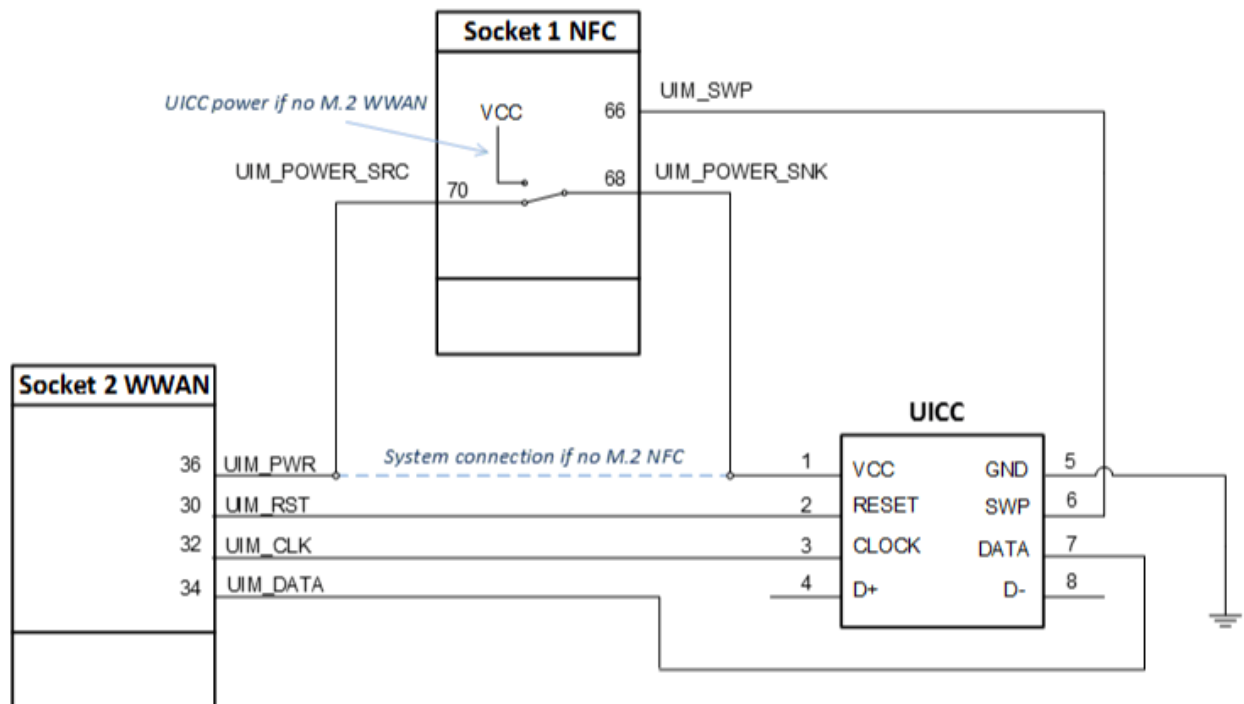 Socket 1 NFC
UICC power if no M.2 WWAN
VCC
66
UIM_SWP
UIM_POWER_SRC
70
68
UIM_POWER_SNK
Socket 2 WWAN
36
UIM_PWR
System connection if no M.2 NFC
30
UIM_RST
32
UIM_CLK
34
UIM_DATA
UICC
1
VCC
GND
5
2
RESET
SWP
6
3
CLOCK
DATA
7
4
D+
D-
8